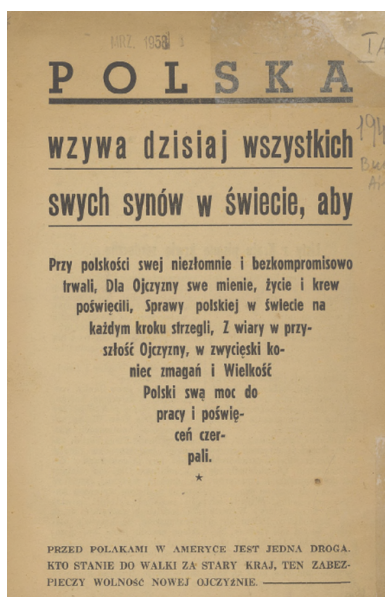 MRZ. 1958
POLSKA
wzywa dzisiaj wszystkich
swych synów w świecie, aby
Przy polskości swej niezłomnie i bezkompromisowo
trwali, Dla Ojczyzny swe mienie, życie i krew
poświęcili, Sprawy polskiej w świecie na
każdym kroku strzegli, Z wiary w przy-
szłość Ojczyzny, w zwycięski ko-
niec zmagań i Wielkość
Polski swą moc do
pracy i poświę-
ceń czer-
pali.
PRZED POLAKAMI W AMERYCE JEST JEDNA DROGA.
KTO STANIE DO WALKI ZA STARY KRAJ, TEN ZABEZ-
PIECZY WOLNOŚĆ NOWEJ OJCZYŹNIE.